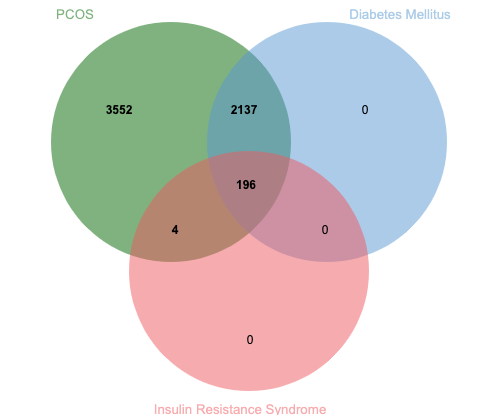 PCOS
Diabetes Mellitus
3552
2137
0
196
4
0
0
Insulin Resistance Syndrome